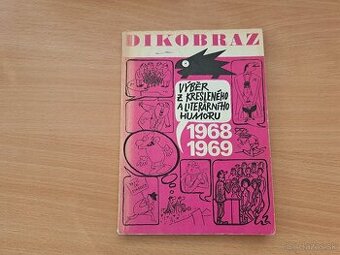 DIKOBRAZ
VÝBĚR
Z KRESLENÉHO
A LITERÁRNÍHO
HUMORU
1968
1969